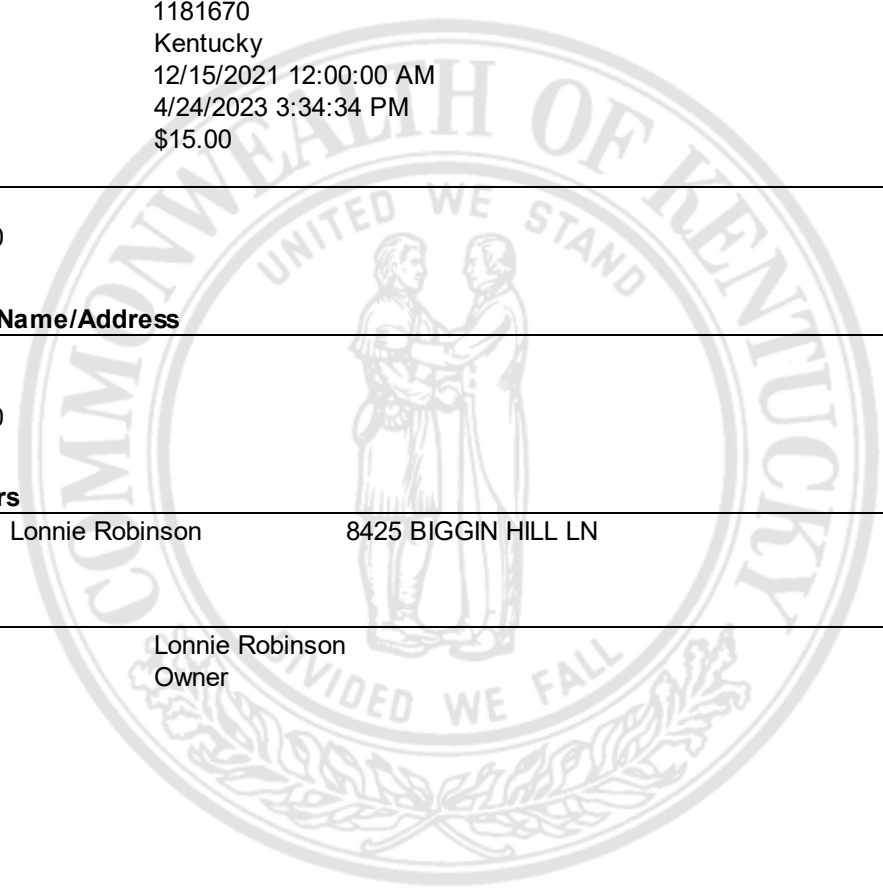 1181670
Kentucky
12/15/2021 12:00:00 AM
4/24/2023 3:34:34 PM
$15.00
COMMONWEALTH OF KENTUCKY
UNITED WE STAND
Name/Address
rs
Lonnie Robinson 8425 BIGGIN HILL LN
Lonnie Robinson
Owner
DIVIDED WE FALL